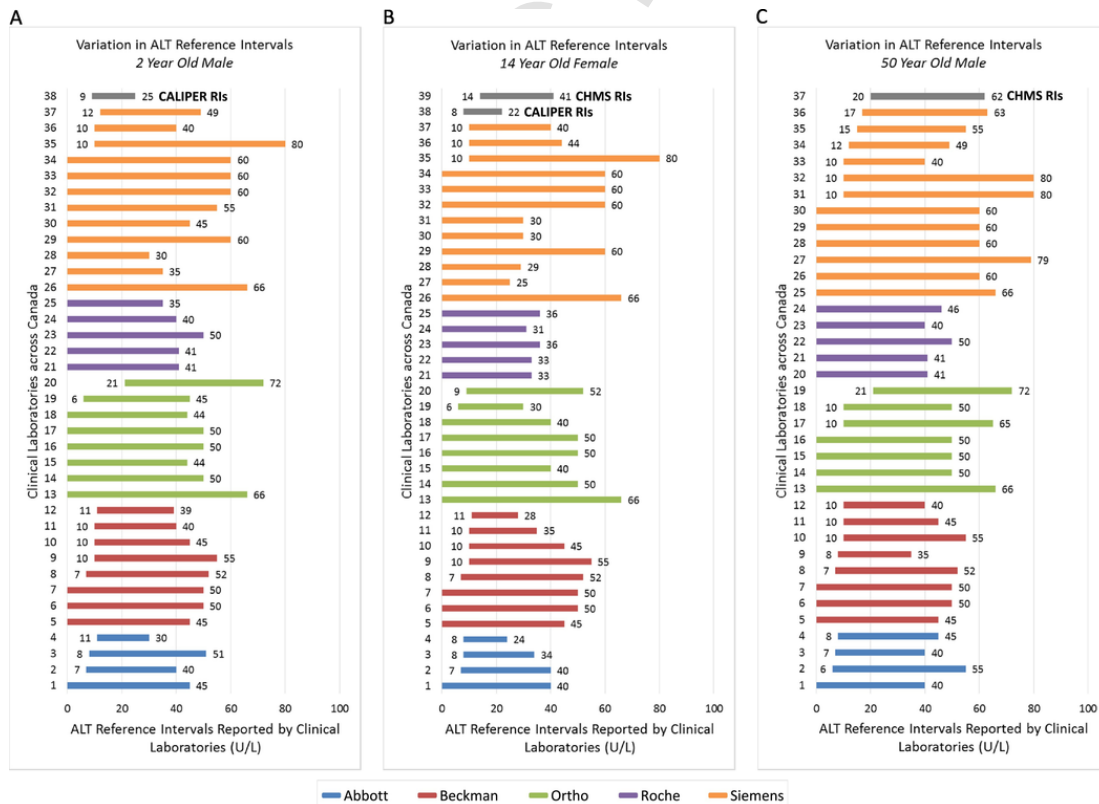 A
Variation in ALT Reference Intervals
2 Year Old Male
Clinical Laboratories across Canada
38 9 25 CALIPER RIs
37 12 49
36 10 40
35 10 80
34 60
33 60
32 60
31 55
30 45
29 60
28 30
27 35
26 66
25 35
24 40
23 50
22 41
21 41
20 21 72
19 6 45
18 44
17 50
16 50
15 44
14 50
13 66
12 11 39
11 10 40
10 10 45
9 10 55
8 7 52
7 50
6 50
5 45
4 11 30
3 8 51
2 7 40
1 45
0 20 40 60 80 100
ALT Reference Intervals Reported by Clinical
Laboratories (U/L)
B
Variation in ALT Reference Intervals
14 Year Old Female
Clinical Laboratories across Canada
39 14 41 CHMS RIs
38 8 22 CALIPER RIs
37 10 40
36 10 44
35 10 80
34 60
33 60
32 60
31 30
30 30
29 60
28 29
27 25
26 66
25 36
24 31
23 36
22 33
21 33
20 9 52
19 6 30
18 40
17 50
16 50
15 40
14 50
13 66
12 11 28
11 10 35
10 10 45
9 10 55
8 7 52
7 50
6 50
5 45
4 8 24
3 8 34
2 7 40
1 40
0 20 40 60 80 100
ALT Reference Intervals Reported by Clinical
Laboratories (U/L)
C
Variation in ALT Reference Intervals
50 Year Old Male
Clinical Laboratories across Canada
37 20 62 CHMS RIs
36 17 63
35 15 55
34 12 49
33 10 40
32 10 80
31 10 80
30 60
29 60
28 60
27 79
26 60
25 66
24 46
23 40
22 50
21 41
20 41
19 21 72
18 10 50
17 10 65
16 50
15 50
14 50
13 66
12 10 40
11 10 45
10 10 55
9 8 35
8 7 52
7 50
6 50
5 45
4 8 45
3 7 40
2 6 55
1 40
0 20 40 60 80 100
ALT Reference Intervals Reported by Clinical
Laboratories (U/L)
Abbott Beckman Ortho Roche Siemens